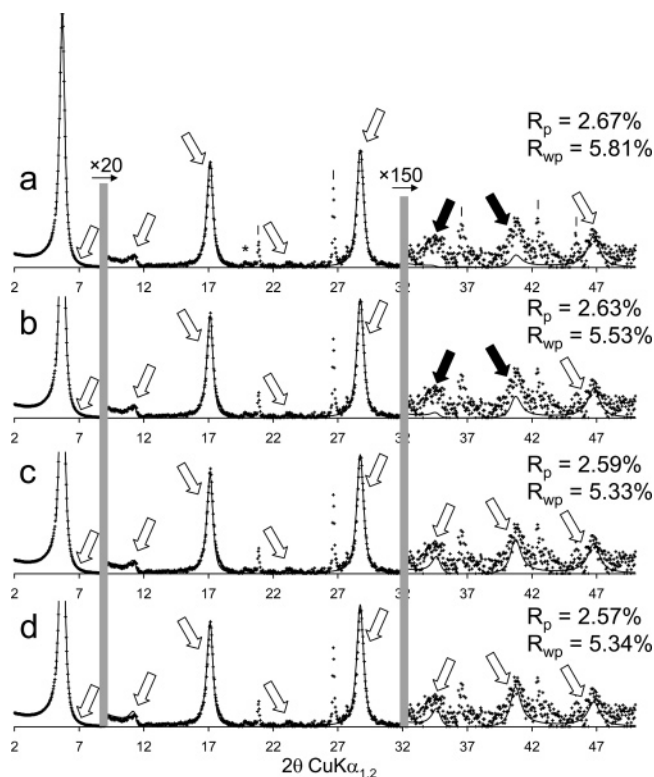 R_p = 2.67%
R_wp = 5.81%
a
×20
×150
*
2 7 12 17 22 27 32 37 42 47
b
R_p = 2.63%
R_wp = 5.53%
2 7 12 17 22 27 32 37 42 47
c
R_p = 2.59%
R_wp = 5.33%
2 7 12 17 22 27 32 37 42 47
d
R_p = 2.57%
R_wp = 5.34%
2 7 12 17 22 27 32 37 42 47
2θ CuKα1,2